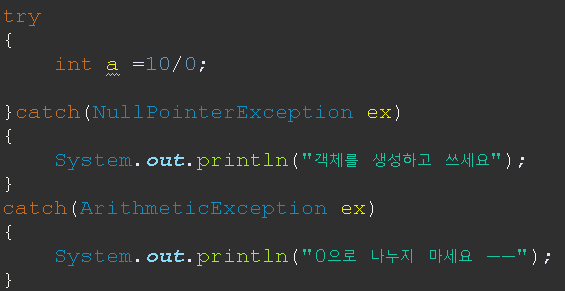 try
{
int a =10/0;
}catch(NullPointerException ex)
{
System.out.println("객체를 생성하고 쓰세요");
}
catch(ArithmeticException ex)
{
System.out.println("0으로 나누지 마세요 ㅡㅡ");
}